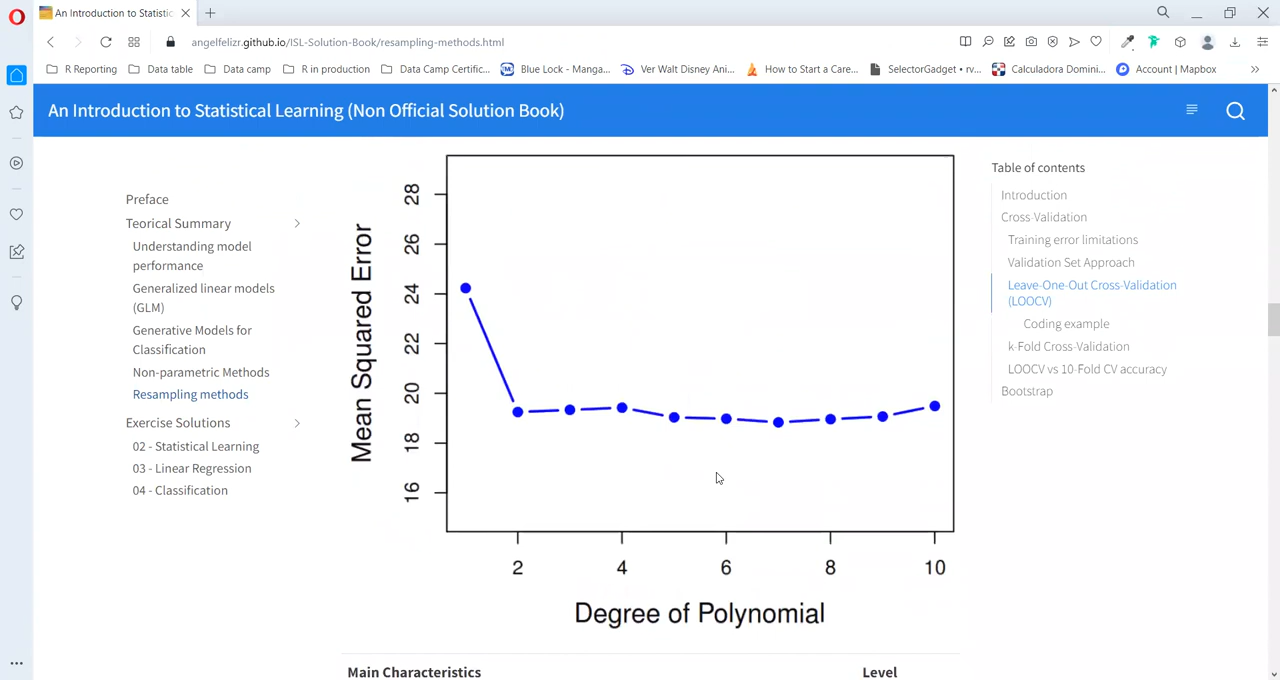 An Introduction to Statistic
angelfelizr.github.io/ISL-Solution-Book/resampling-methods.html
R Reporting Data table Data camp R in production Data Camp Certific... Blue Lock - Manga... Ver Walt Disney Ani... How to Start a Care... SelectorGadget • rv... Calculadora Domini... Account | Mapbox
An Introduction to Statistical Learning (Non Official Solution Book)
Preface
Teorical Summary
Understanding model
performance
Generalized linear models
(GLM)
Generative Models for
Classification
Non-parametric Methods
Resampling methods
Exercise Solutions
02 - Statistical Learning
03 - Linear Regression
04 - Classification
Mean Squared Error
28
26
24
22
20
18
16
2 4 6 8 10
Degree of Polynomial
Main Characteristics Level
Table of contents
Introduction
Cross-Validation
Training error limitations
Validation Set Approach
Leave-One-Out Cross-Validation
(LOOCV)
Coding example
k-Fold Cross-Validation
LOOCV vs 10-Fold CV accuracy
Bootstrap